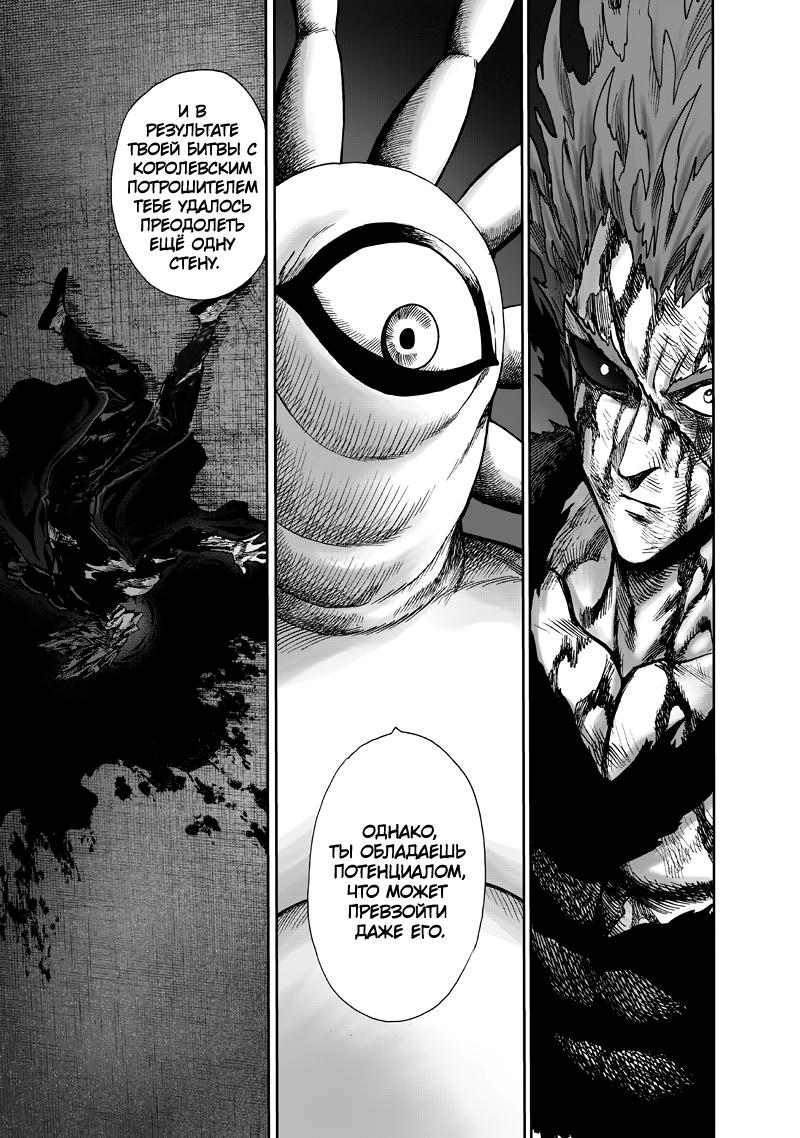 ОДНАКО,
ТЫ ОБЛАДАЕШЬ
ПОТЕНЦИАЛОМ,
ЧТО МОЖЕТ
ПРЕВЗОЙТИ
ДАЖЕ ЕГО.
И В
РЕЗУЛЬТАТЕ
ТВОЕЙ БИТВЫ С
КОРОЛЕВСКИМ
ПОТРОШИТЕЛЕМ
ТЕБЕ УДАЛОСЬ
ПРЕОДОЛЕТЬ
ЕЩЁ ОДНУ
СТЕНУ.